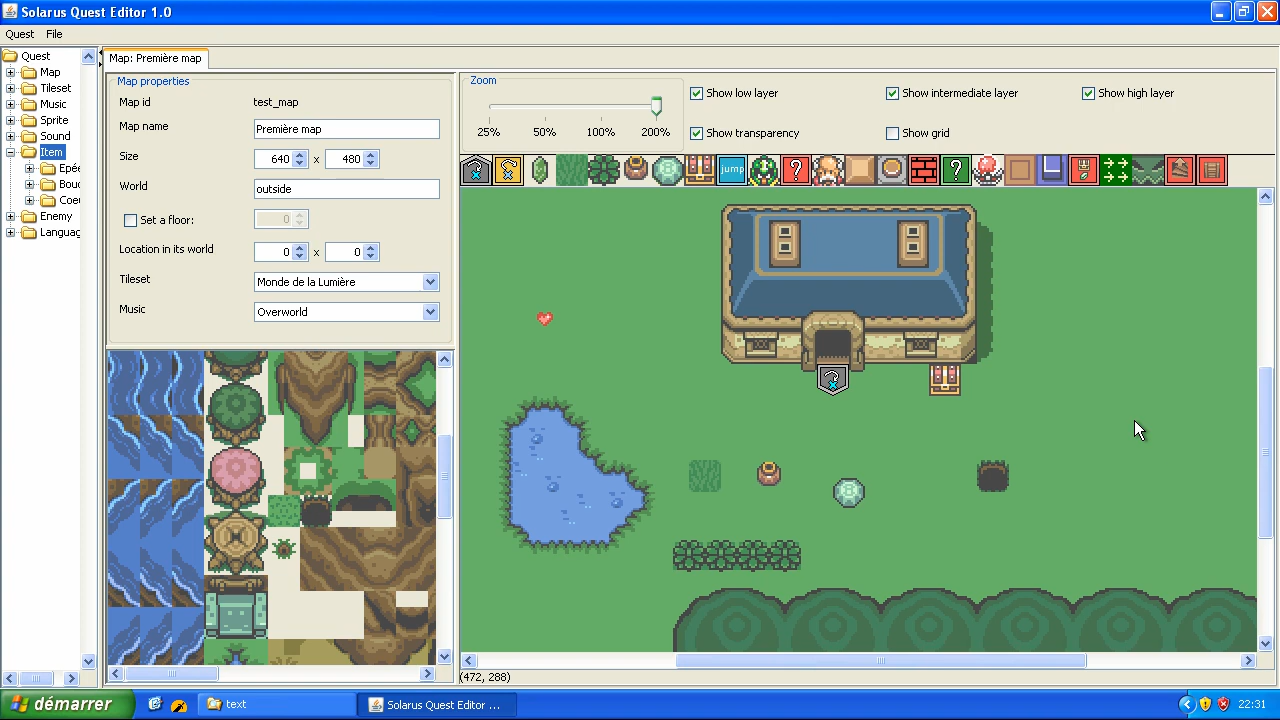 Solarus Quest Editor 1.0
Quest File
Quest
Map
Tileset
Music
Sprite
Sound
Item
Epée
Bou
Coeu
Enemy
Languag
Map: Première map
Map properties
Map id test_map
Map name Première map
Size 640 x 480
World outside
Set a floor: 0
Location in its world 0 x 0
Tileset Monde de la Lumière
Music Overworld
Zoom
25% 50% 100% 200%
Show low layer Show intermediate layer Show high layer
Show transparency Show grid
jump ? ?
(472, 288)
démarrer text Solarus Quest Editor ... 22:31